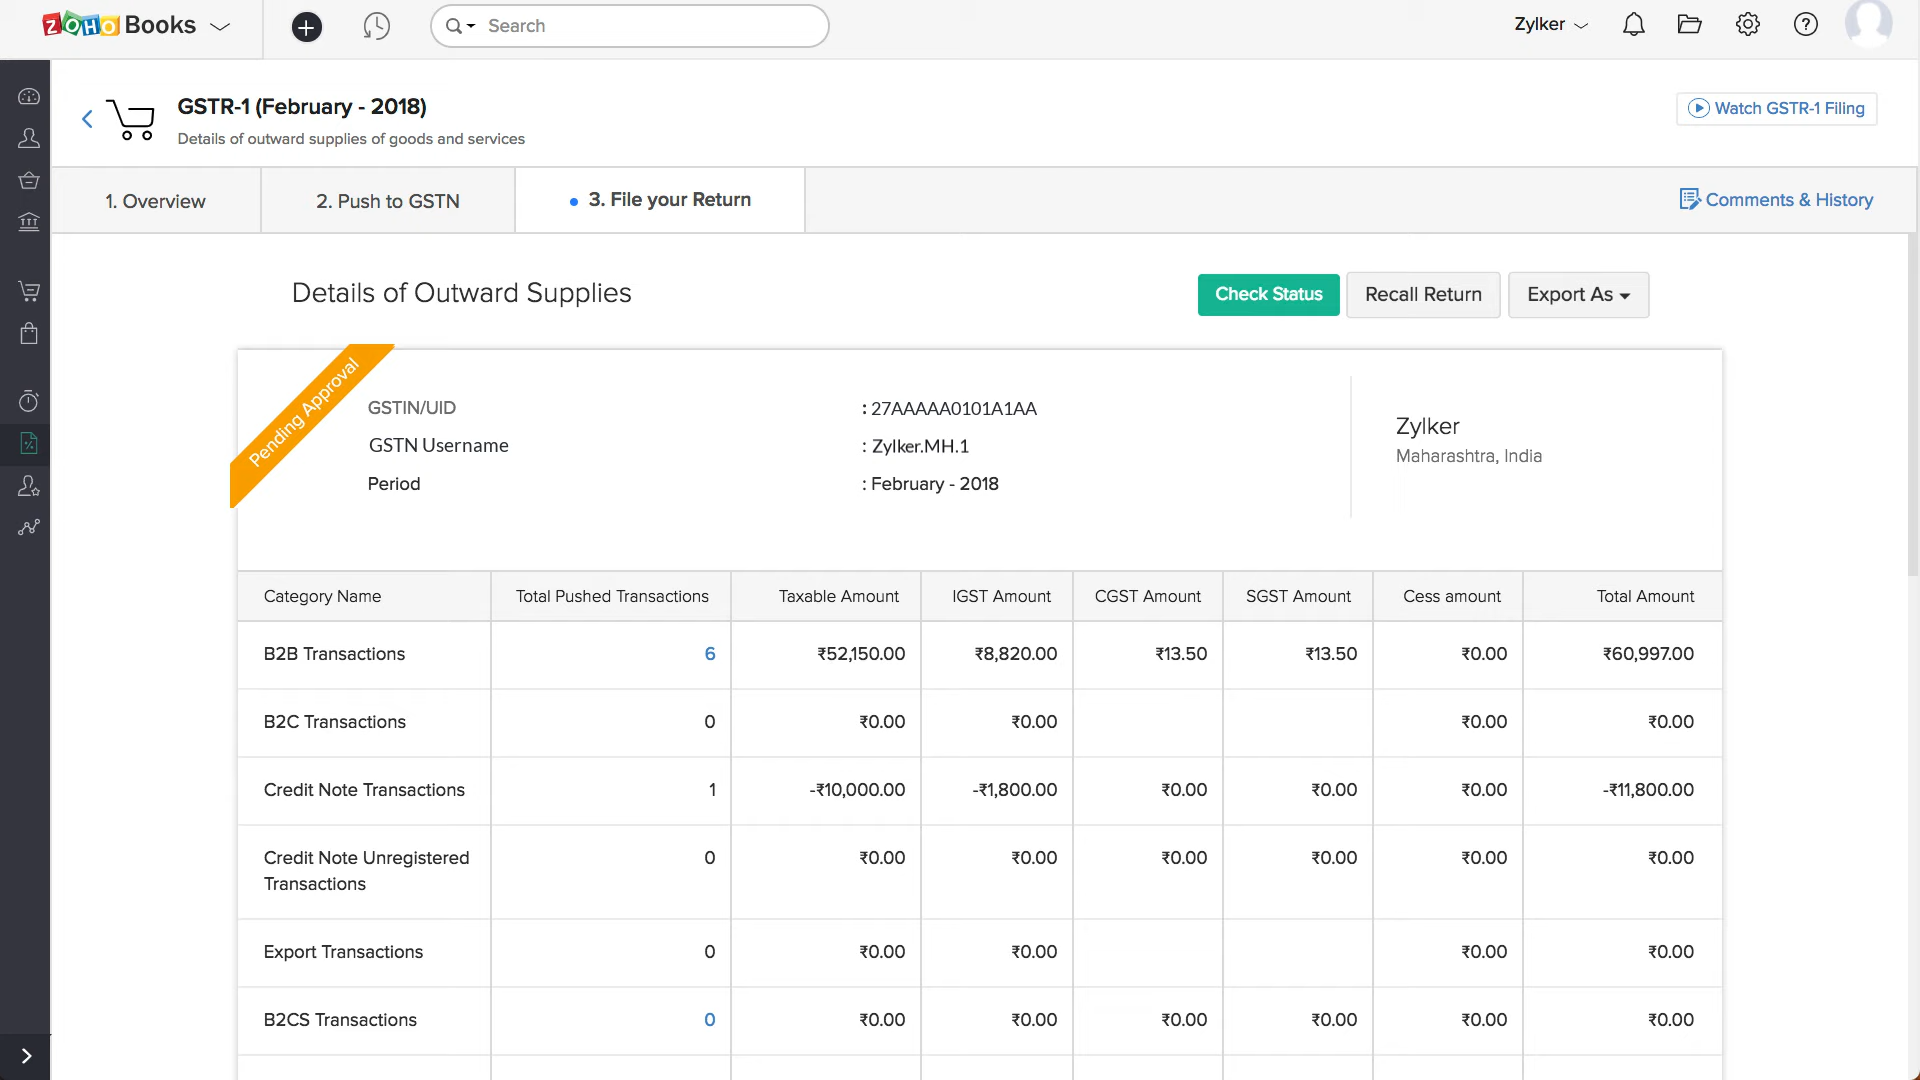 ZOHO Books
Search
Zylker
GSTR-1 (February - 2018)
Details of outward supplies of goods and services
Watch GSTR-1 Filing
1. Overview
2. Push to GSTN
3. File your Return
Comments & History
Details of Outward Supplies
Check Status
Recall Return
Export As
Pending Approval
GSTIN/UID : 27AAAAA0101A1AA
GSTN Username : Zylker.MH.1
Period : February - 2018
Zylker
Maharashtra, India
Category Name Total Pushed Transactions Taxable Amount IGST Amount CGST Amount SGST Amount Cess amount Total Amount
B2B Transactions 6 ₹52,150.00 ₹8,820.00 ₹13.50 ₹13.50 ₹0.00 ₹60,997.00
B2C Transactions 0 ₹0.00 ₹0.00 ₹0.00 ₹0.00
Credit Note Transactions 1 -₹10,000.00 -₹1,800.00 ₹0.00 ₹0.00 ₹0.00 -₹11,800.00
Credit Note Unregistered 0 ₹0.00 ₹0.00 ₹0.00 ₹0.00 ₹0.00 ₹0.00
Transactions
Export Transactions 0 ₹0.00 ₹0.00 ₹0.00 ₹0.00
B2CS Transactions 0 ₹0.00 ₹0.00 ₹0.00 ₹0.00 ₹0.00 ₹0.00